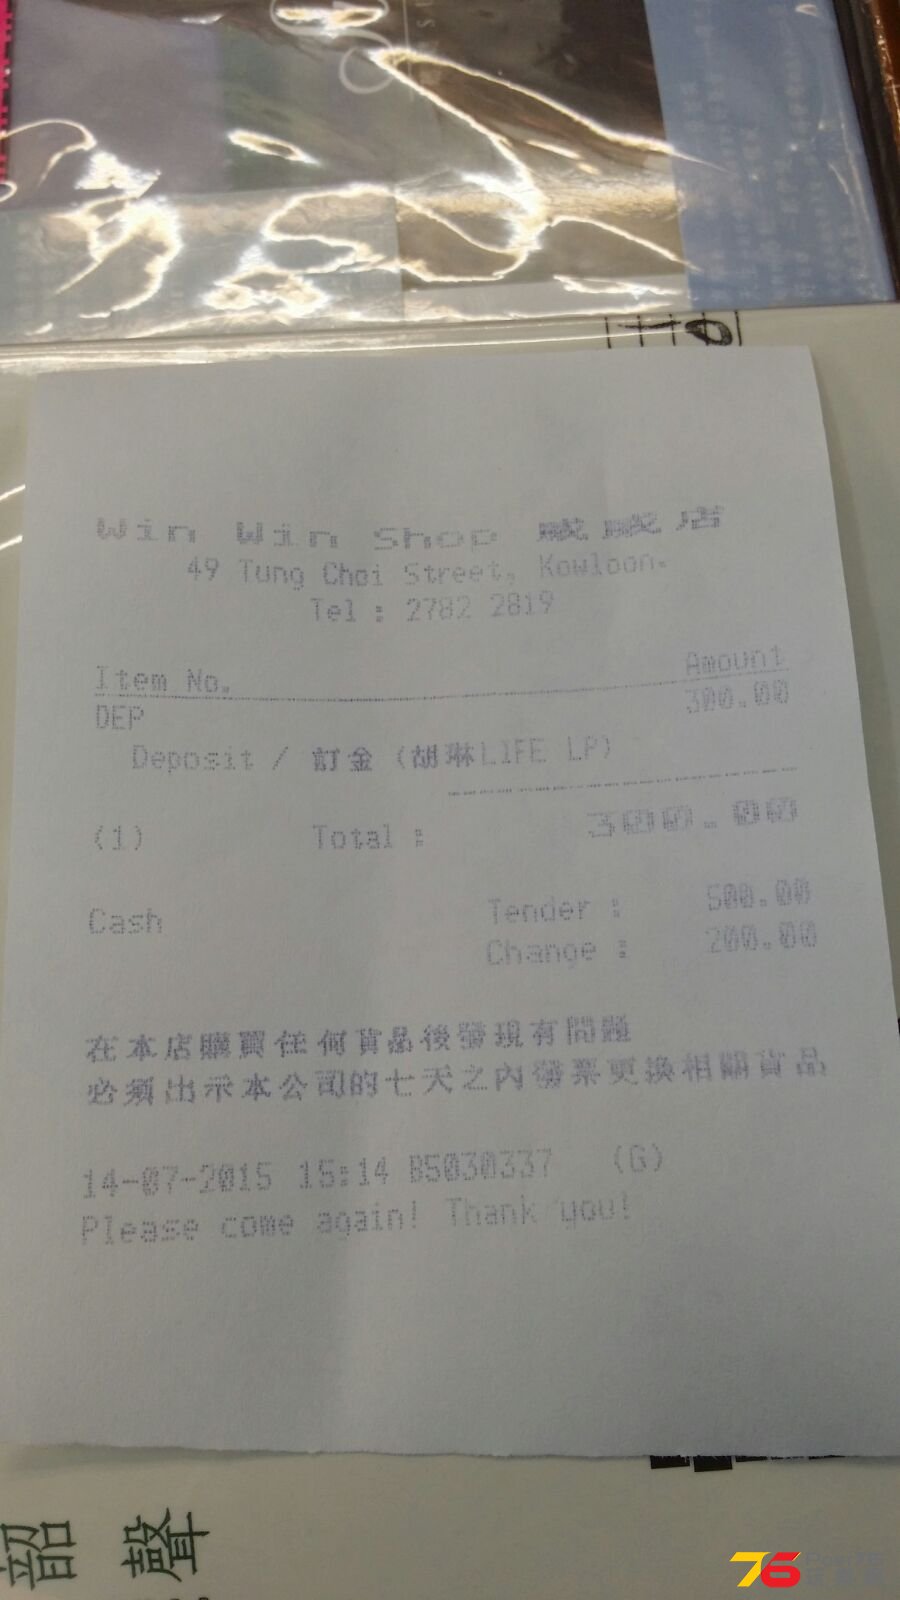 Win Win Shop 店
49 Tung Choi Street, Kowloon.
Tel : 2782 2819
Item No. Amount
DEP 300.00
Deposit / 訂金 (胡琳LIFE LP)
(1) Total : 300.00
Cash Tender : 500.00
Change : 200.00
在本店購買任何貨品後發現有問題
必須出示本公司的七天之內發票更換相關貨品
14-07-2015 15:14 B5030337 (G)
Please come again! Thank you!
韶聲
76 Post76